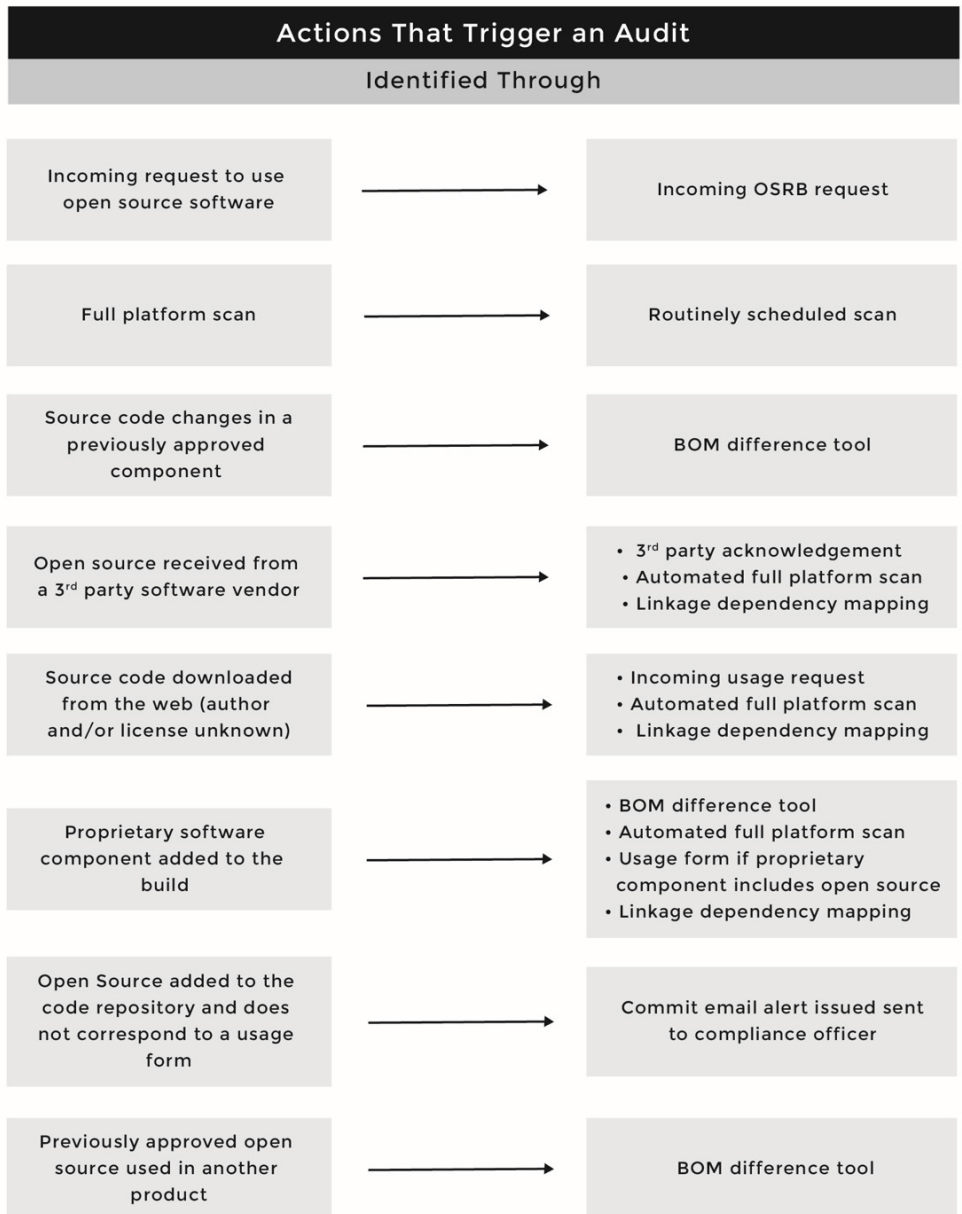 Actions That Trigger an Audit
Identified Through
Incoming request to use
open source software
Incoming OSRB request
Full platform scan
Routinely scheduled scan
Source code changes in a
previously approved
component
BOM difference tool
Open source received from
a 3rd party software vendor
• 3rd party acknowledgement
• Automated full platform scan
• Linkage dependency mapping
Source code downloaded
from the web (author
and/or license unknown)
• Incoming usage request
• Automated full platform scan
• Linkage dependency mapping
Proprietary software
component added to the
build
• BOM difference tool
• Automated full platform scan
• Usage form if proprietary
component includes open source
• Linkage dependency mapping
Open Source added to the
code repository and does
not correspond to a usage
form
Commit email alert issued sent
to compliance officer
Previously approved open
source used in another
product
BOM difference tool